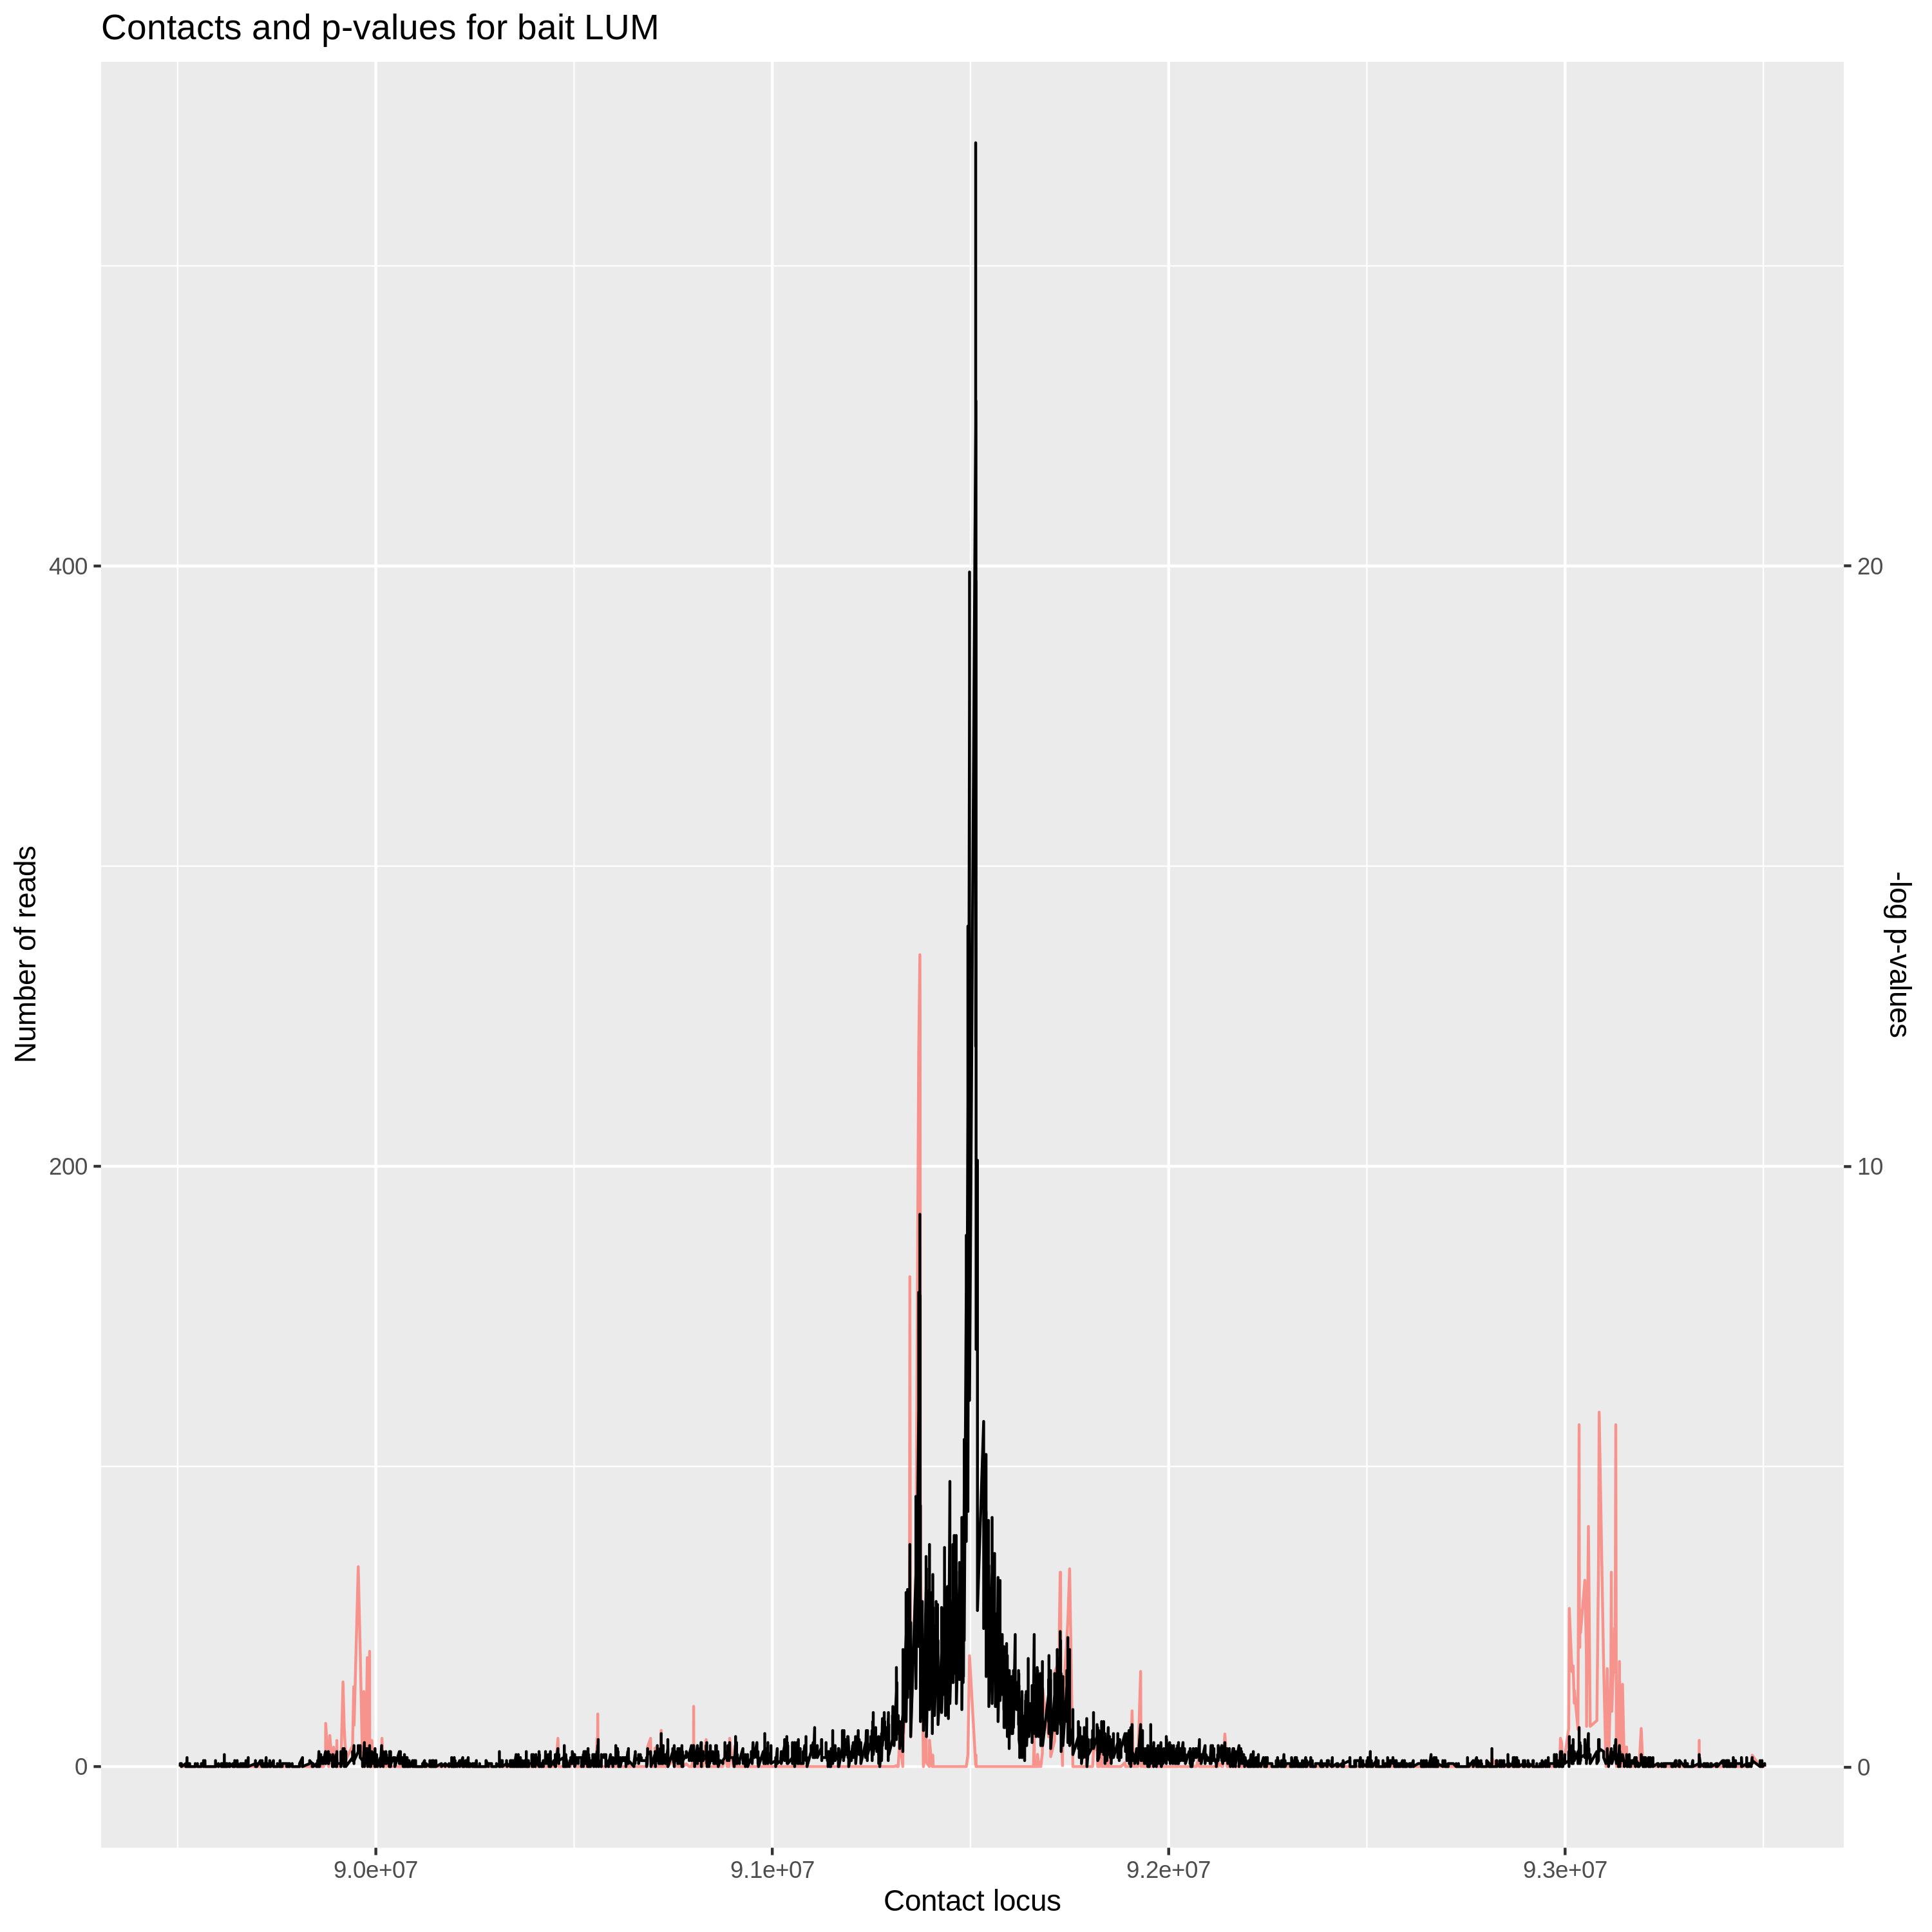 Contacts and p-values for bait LUM
400
200
0
Number of reads
20
10
0
-log p-values
9.0e+07
9.1e+07
9.2e+07
9.3e+07
Contact locus